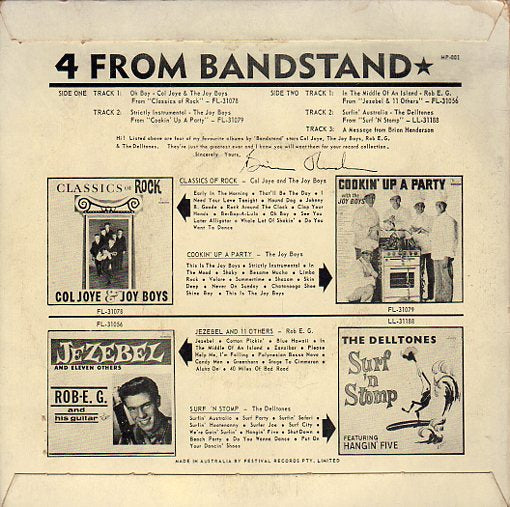 MP-001
4 FROM BANDSTAND★
SIDE ONE TRACK 1: Oh Boy - Col Joye & The Joy Boys
From "Classics of Rock" - FL-31078
TRACK 2: Strictly Instrumental - The Joy Boys
From "Cookin' Up A Party" - FL-31079
SIDE TWO TRACK 1: In The Middle Of An Island - Rob E. G.
From "Jezebel & 11 Others" - FL-31056
TRACK 2: Surfin' Australia - The Delltones
From "Surf 'N Stomp" - LL-31188
TRACK 3: A Message from Brian Henderson
Hi! Listed above are four of my favourite albums by 'Bandstand' stars Col Joye, The Joy Boys, Rob E.G.
& The Delltones. They're just the greatest ever and I know you will want them for your record collection.
Sincerely Yours,
CLASSICS OF ROCK - Col Joye and The Joy Boys
Early In The Morning ● That'll Be The Day ● I
Need Your Love Tonight ● Hound Dog ● Johnny
B. Goode ● Rock Around The Clock ● Clap Your
Hands ● Be-Bop-A-Lula ● Oh Boy ● See You
Later Alligator ● Whole Lot Of Shakin' ● Do You
Want To Dance
CLASSICS OF ROCK
COL JOYE & JOY BOYS
FL-31078
COOKIN' UP A PARTY
with the
JOY BOYS
FL-31079
COOKIN' UP A PARTY - The Joy Boys
This Is The Joy Boys ● Strictly Instrumental ● In
The Mood ● Shaky ● Besame Mucho ● Limbo
Rock ● Volare ● Summertime ● Shazam ● Skin
Deep ● Never On Sunday ● Chatanooga Shoe
Shine Boy ● This Is The Joy Boys
FL-31056
JEZEBEL
AND ELEVEN OTHERS
ROB·E.G.
and
his guitar
JEZEBEL AND 11 OTHERS - Rob E. G.
Jezebel ● Cotton Pickin' ● Blue Hawaii ● In
The Middle Of An Island ● Zanzibar ● Please
Help Me, I'm Falling ● Polynesian Bossa Nova ●
Candy Man ● Greenhorn ● Stage To Cimmaron ●
Aloha Oei ● 40 Miles Of Bad Road
LL-31188
THE DELLTONES
Surf
'n
Stomp
FEATURING
HANGIN' FIVE
SURF 'N STOMP - The Delltones
Surfin' Australia ● Surf Party ● Surfin' Safari ●
Surfin' Hootenanny ● Surfer Joe ● Surf City
● We're Goin' Surfin' ● Hangin' Five ● Shut Down ●
Beach Party ● Do You Wanna Dance ● Put On
Your Dancin' Shoes
MADE IN AUSTRALIA BY FESTIVAL RECORDS PTY. LIMITED